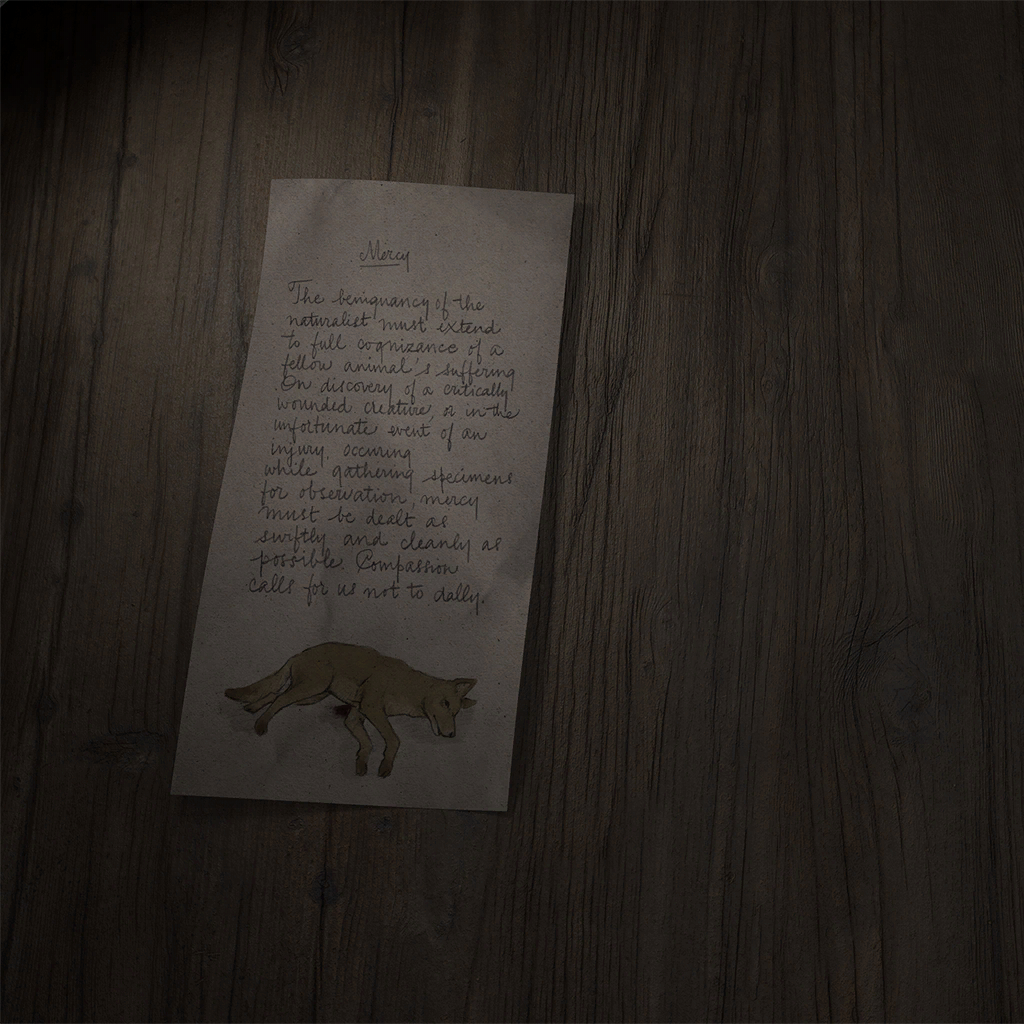 Mercy
The benignancy of the
naturalist must extend
to full cognizance of a
fellow animal's suffering.
On discovery of a critically
wounded creature, or in the
unfortunate event of an
injury, occuring
while gathering specimens
for observation, mercy
must be dealt as
swiftly and cleanly as
possible. Compassion
calls for us not to dally.